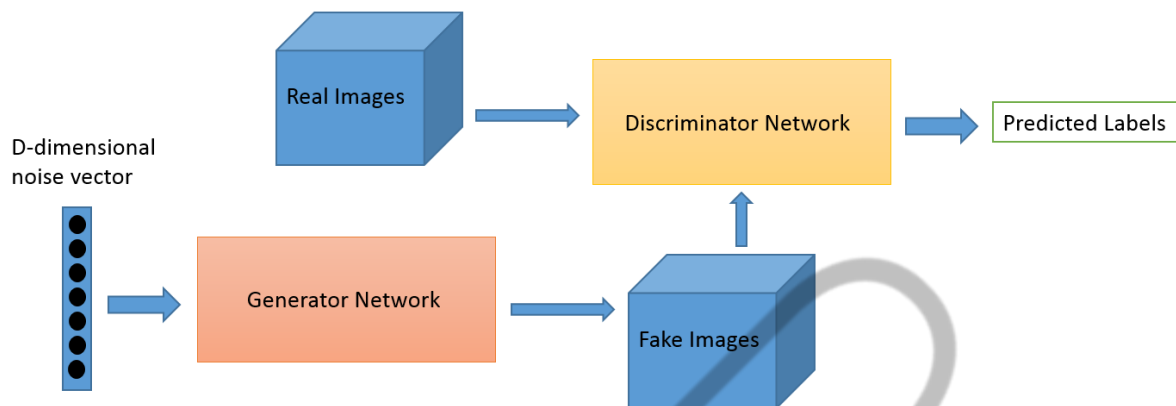 Real Images
Discriminator Network
Predicted Labels
D-dimensional
noise vector
Generator Network
Fake Images